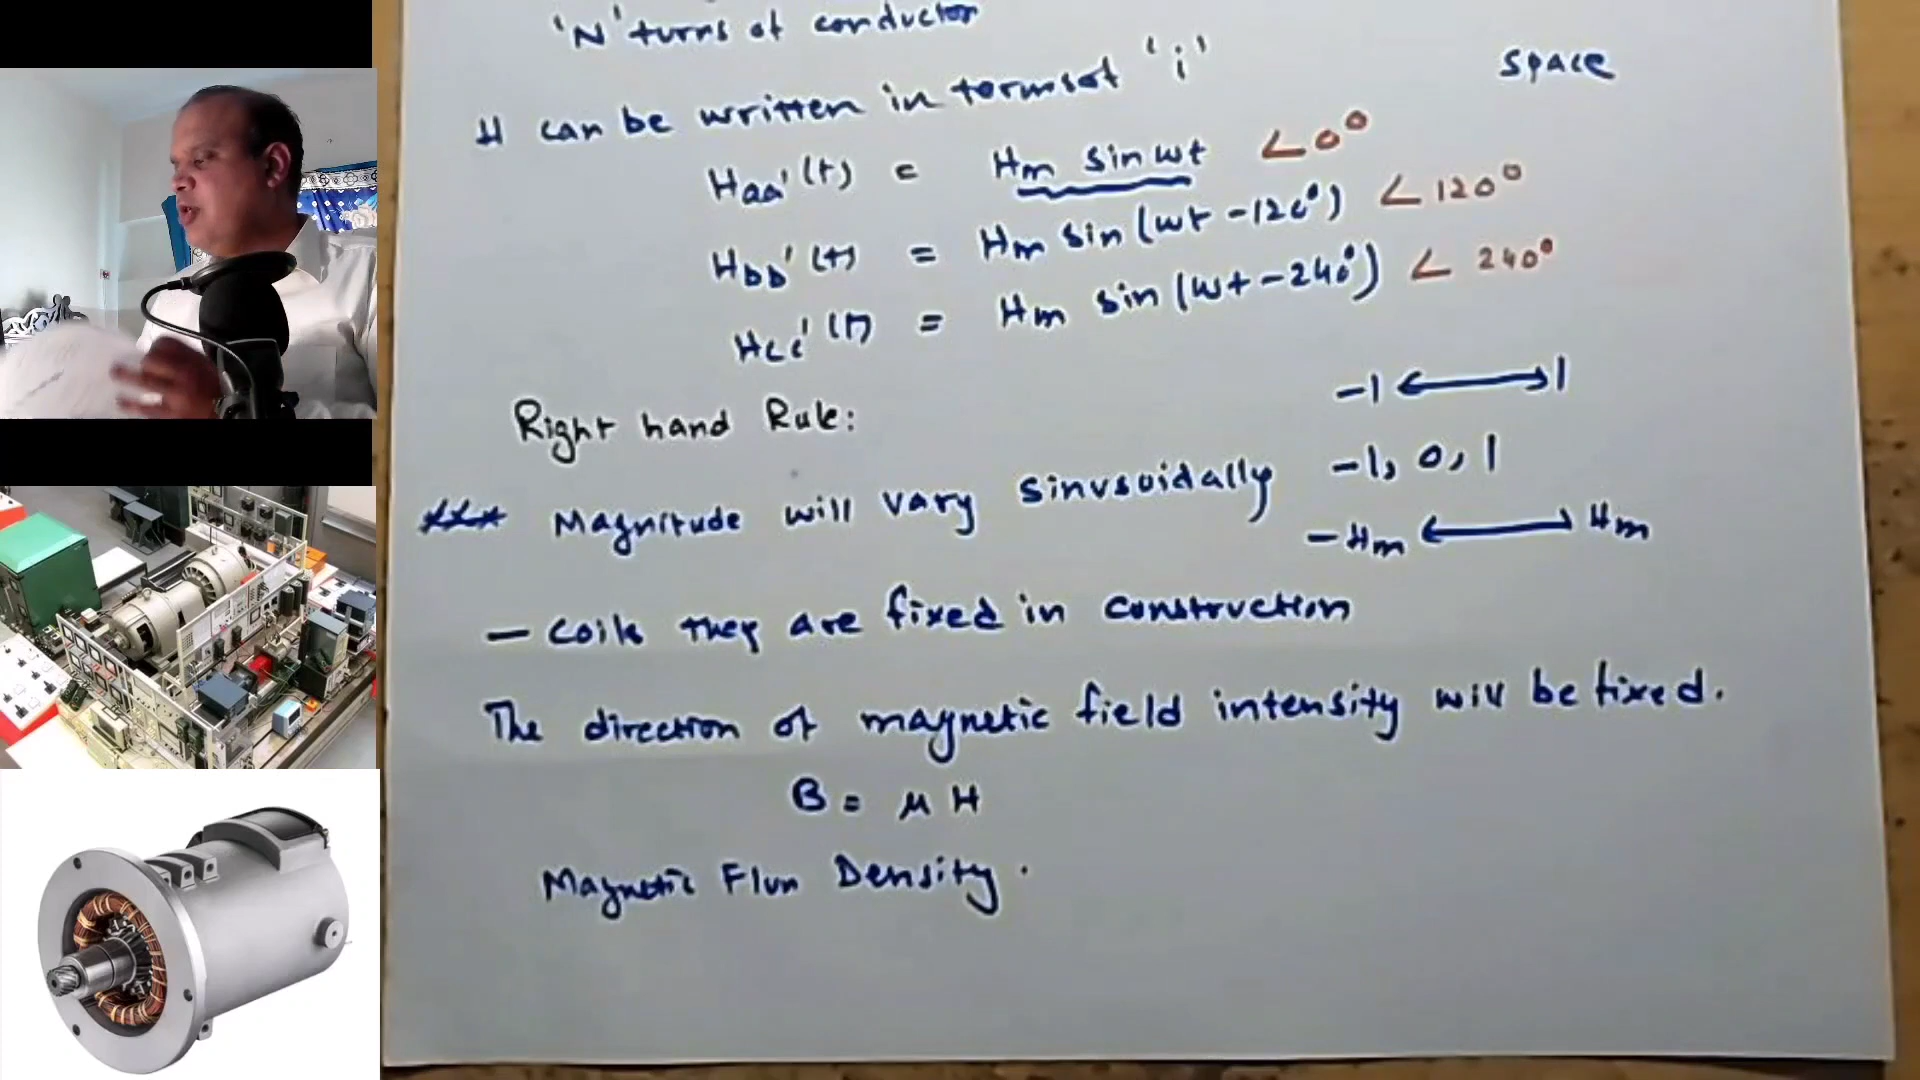 'N' turns of conductor
H can be written in terms of 'i'
space
Haa'(t) = Hm sin wt ∠0°
Hbb'(t) = Hm sin(wt -120°) ∠120°
Hcc'(t) = Hm sin(wt -240°) ∠ 240°
-1 ⟷ 1
Right hand Rule:
-1, 0, 1
*** Magnitude will vary sinusoidally
-Hm ⟷ Hm
— coils they are fixed in construction
The direction of magnetic field intensity will be fixed.
B = μ H
Magnetic Flux Density.